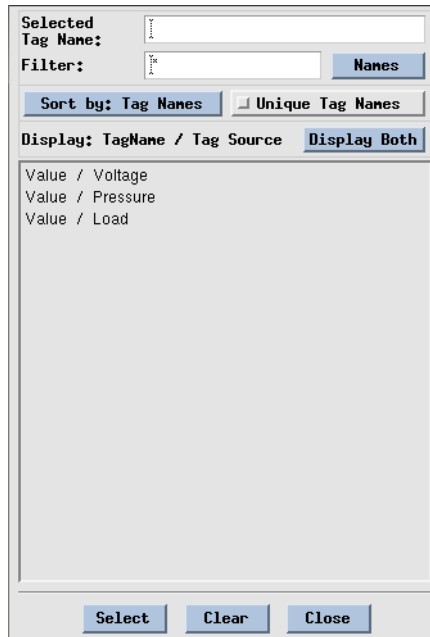 Selected
Tag Name:
Filter: * Names
Sort by: Tag Names Unique Tag Names
Display: TagName / Tag Source Display Both
Value / Voltage
Value / Pressure
Value / Load
Select Clear Close